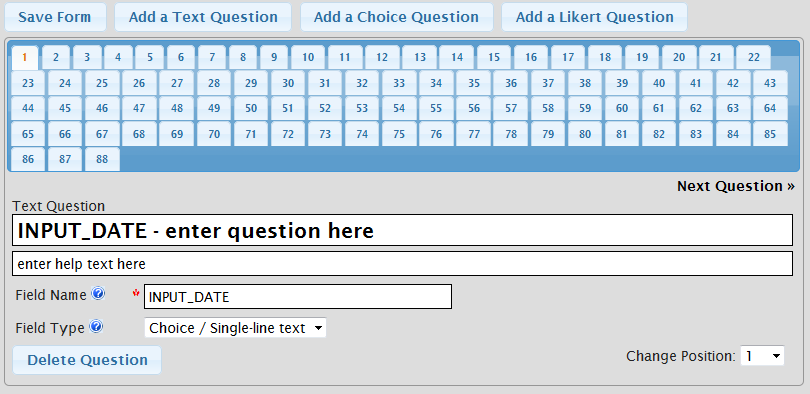 Save Form Add a Text Question Add a Choice Question Add a Likert Question
1 2 3 4 5 6 7 8 9 10 11 12 13 14 15 16 17 18 19 20 21 22
23 24 25 26 27 28 29 30 31 32 33 34 35 36 37 38 39 40 41 42 43
44 45 46 47 48 49 50 51 52 53 54 55 56 57 58 59 60 61 62 63 64
65 66 67 68 69 70 71 72 73 74 75 76 77 78 79 80 81 82 83 84 85
86 87 88
Next Question »
Text Question
INPUT_DATE - enter question here
enter help text here
Field Name ? * INPUT_DATE
Field Type ? Choice / Single-line text
Delete Question Change Position: 1